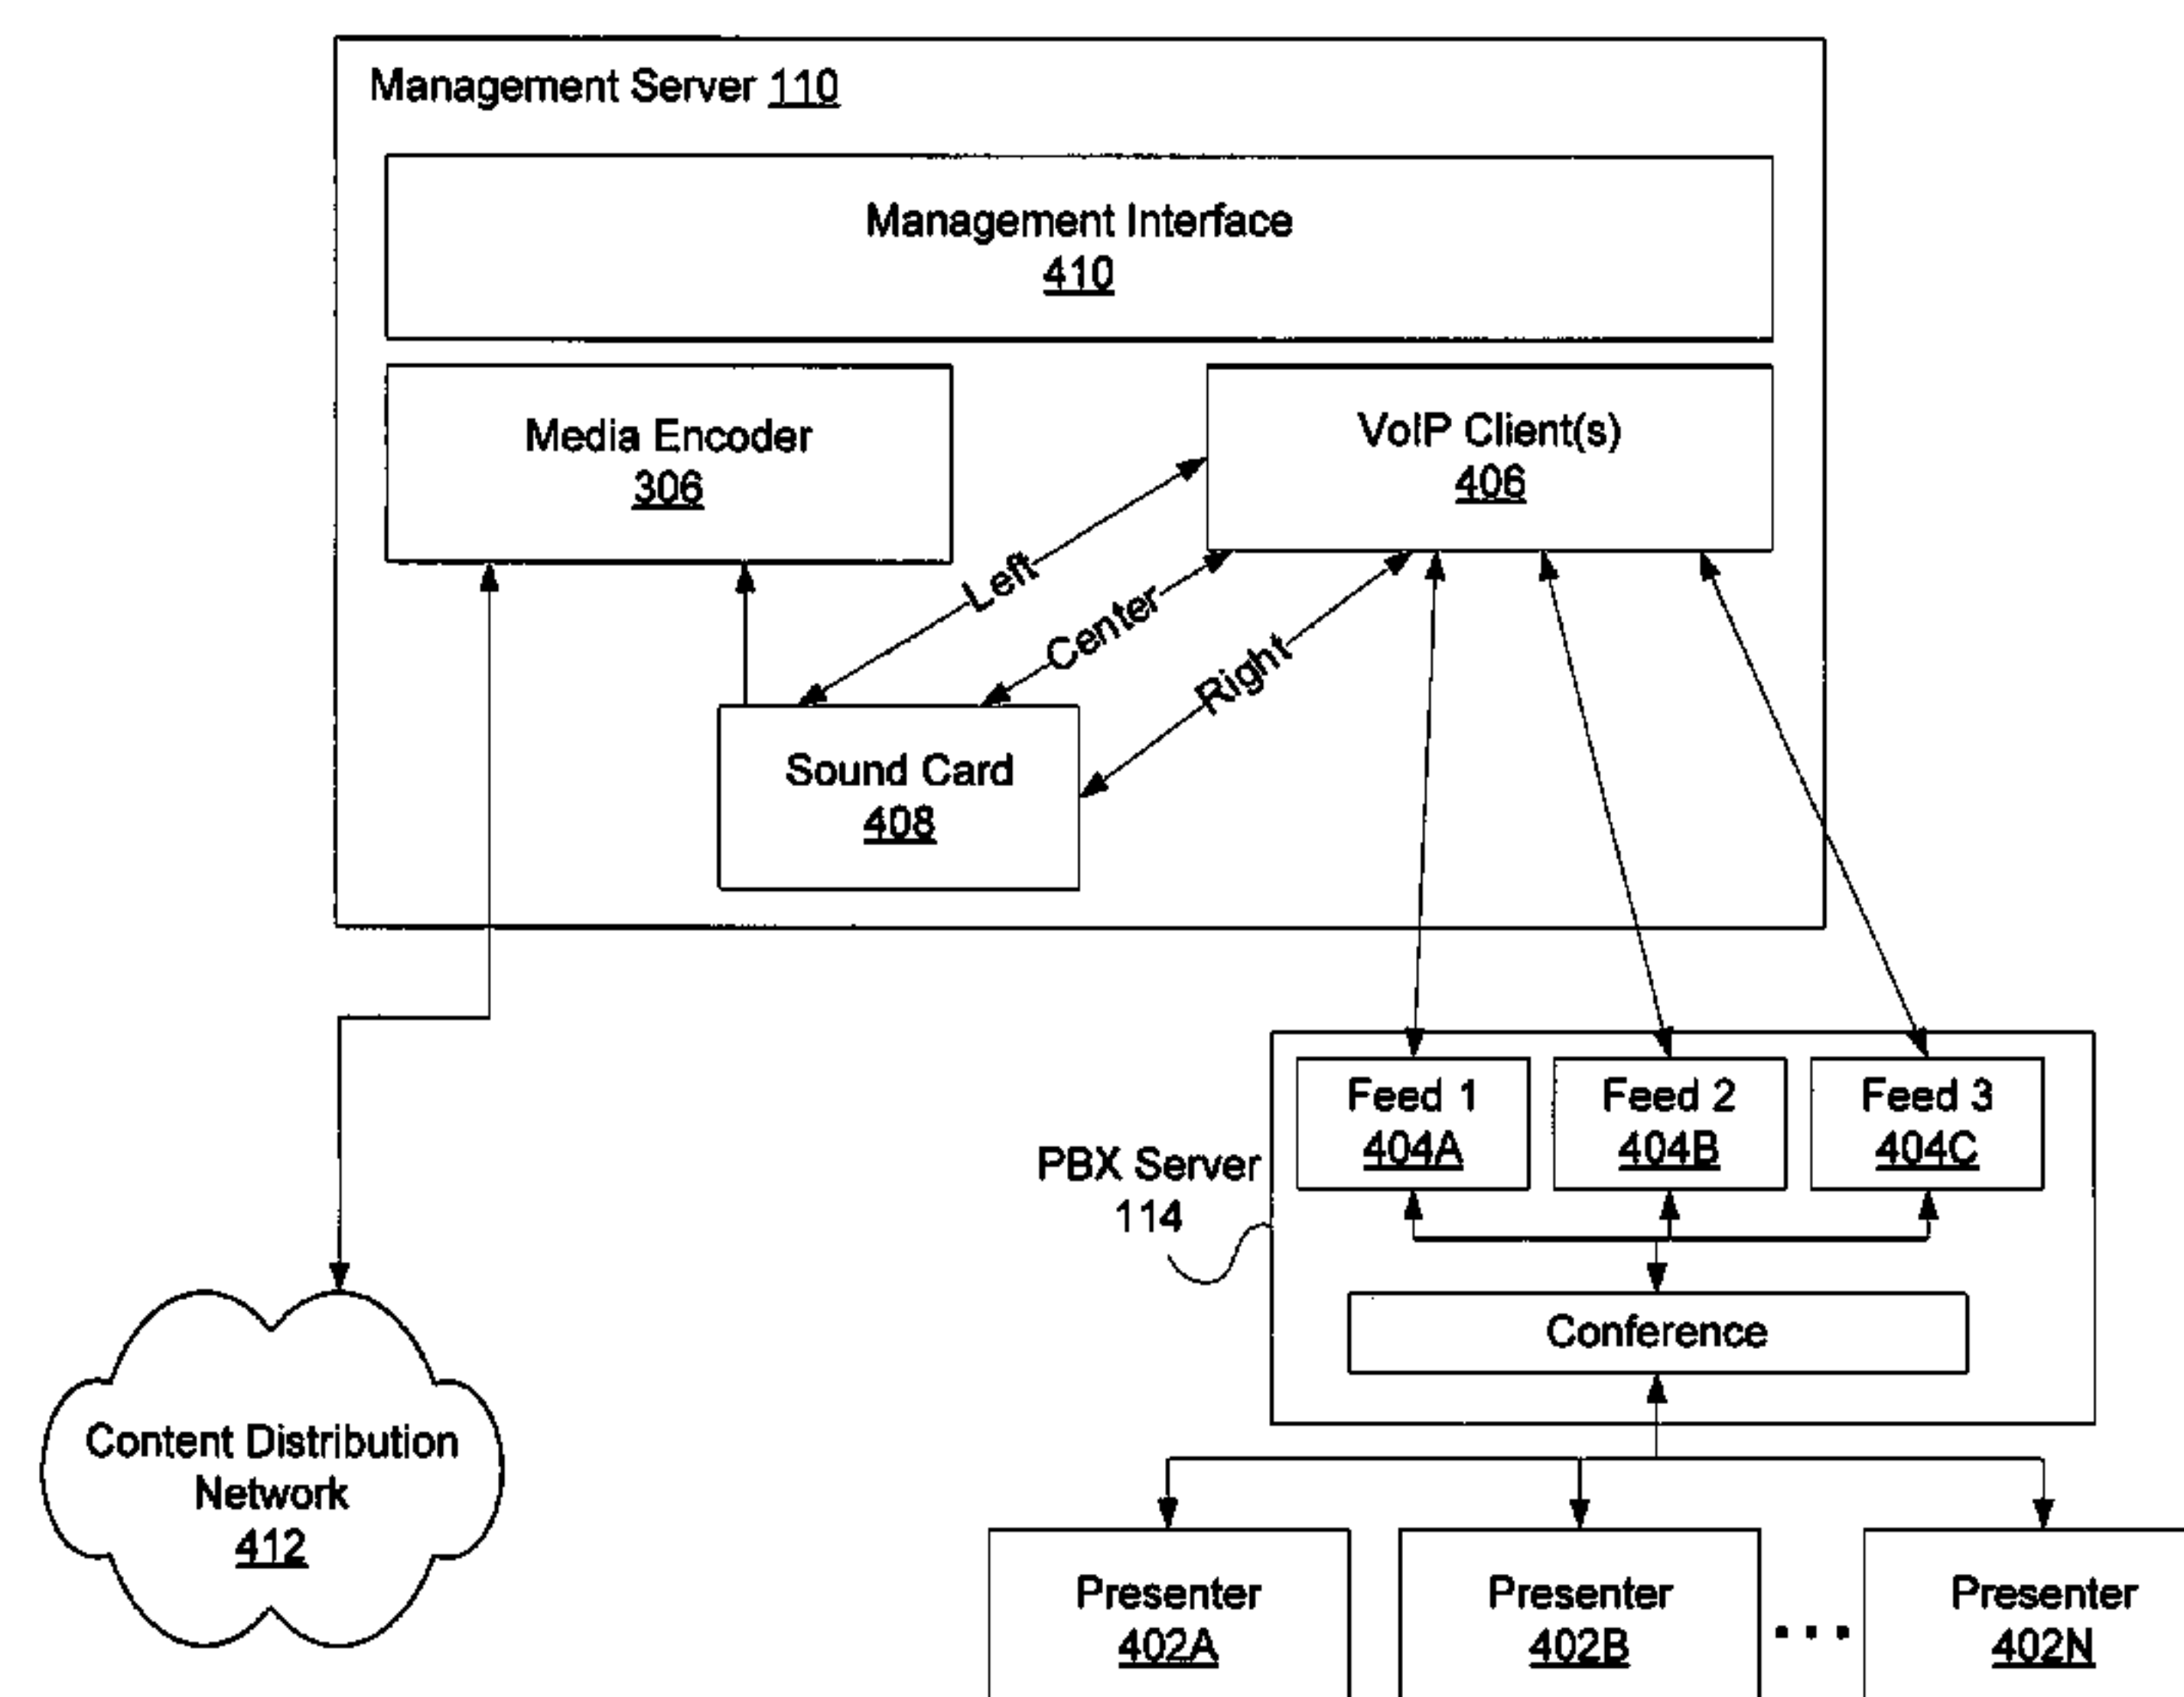 Management Server 110
Management Interface
410
Media Encoder
306
VoIP Client(s)
406
Left
Center
Right
Sound Card
408
Feed 1
404A
Feed 2
404B
Feed 3
404C
PBX Server
114
Conference
Content Distribution
Network
412
Presenter
402A
Presenter
402B
...
Presenter
402N